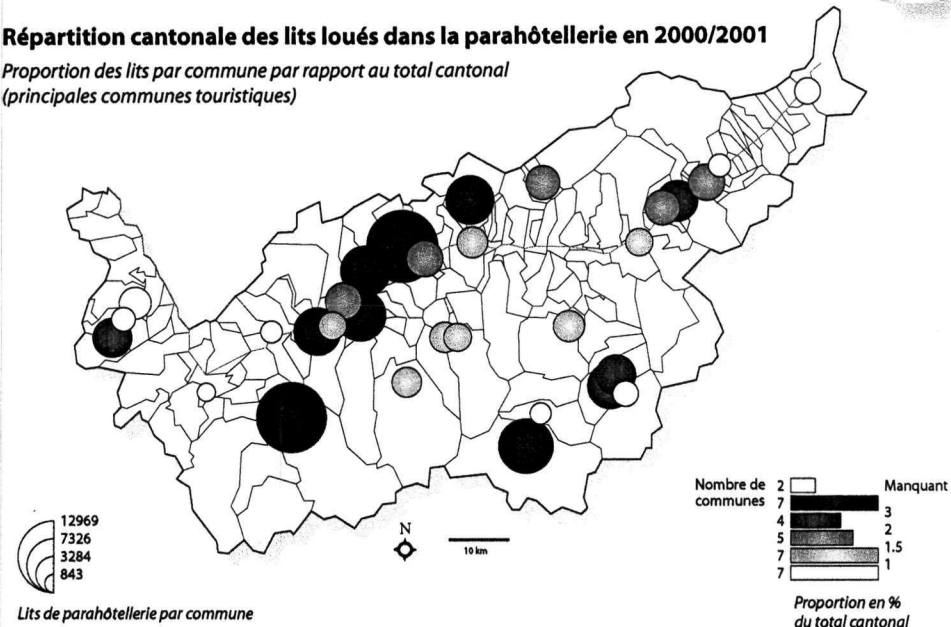 Répartition cantonale des lits loués dans la parahôtellerie en 2000/2001
Proportion des lits par commune par rapport au total cantonal
(principales communes touristiques)
12969
7326
3284
843
Lits de parahôtellerie par commune
N
10 km
Nombre de
communes
2
7
4
5
7
7
Manquant
3
2
1.5
1
Proportion en %
du total cantonal